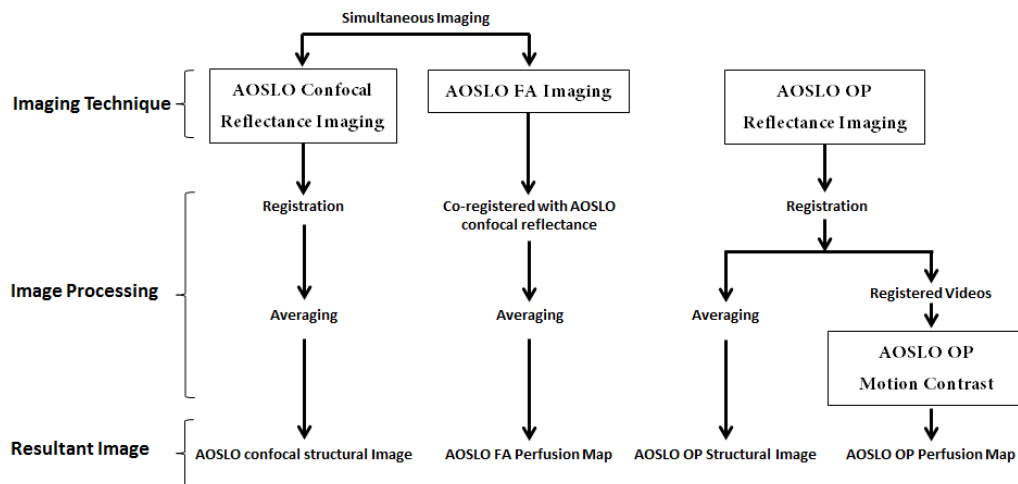 Simultaneous Imaging
Imaging Technique
AOSLO Confocal
Reflectance Imaging
AOSLO FA Imaging
AOSLO OP
Reflectance Imaging
Image Processing
Registration
Co-registered with AOSLO
confocal reflectance
Registration
Registered Videos
Averaging
Averaging
Averaging
AOSLO OP
Motion Contrast
Resultant Image
AOSLO confocal structural Image
AOSLO FA Perfusion Map
AOSLO OP Structural Image
AOSLO OP Perfusion Map